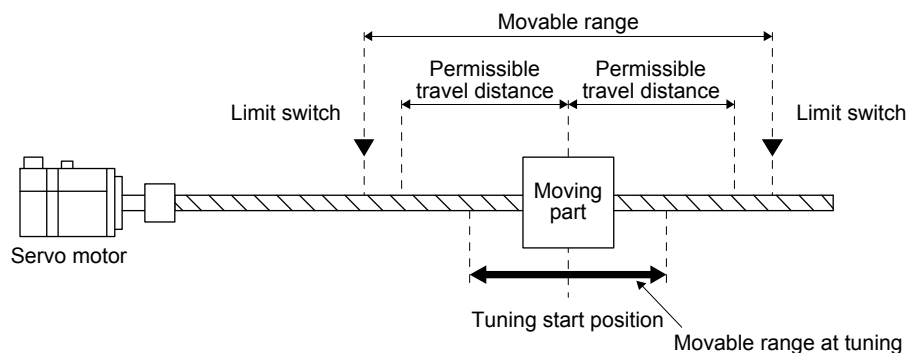 Movable range
Permissible
travel distance
Permissible
travel distance
Limit switch
Limit switch
Moving
part
Servo motor
Tuning start position
Movable range at tuning